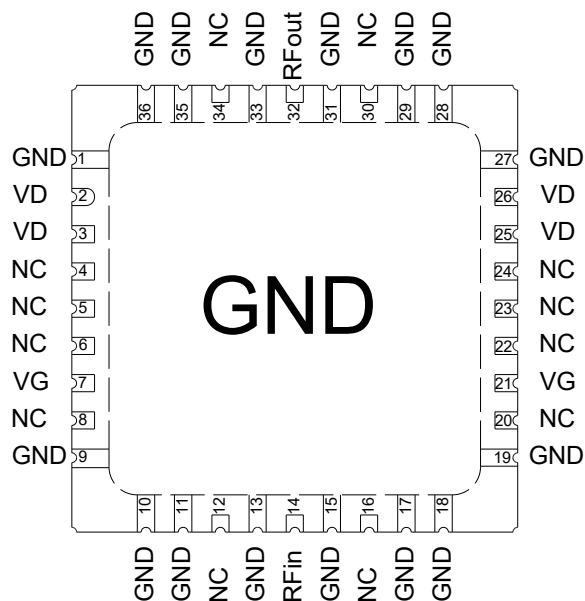 GND GND NC GND RFout GND NC GND GND
36 35 34 33 32 31 30 29 28
GND 1 27 GND
VD 2 26 VD
VD 3 25 VD
NC 4 24 NC
NC 5 23 NC
GND
NC 6 22 NC
VG 7 21 VG
NC 8 20 NC
GND 9 19 GND
10 11 12 13 14 15 16 17 18
GND GND NC GND RFin GND NC GND GND